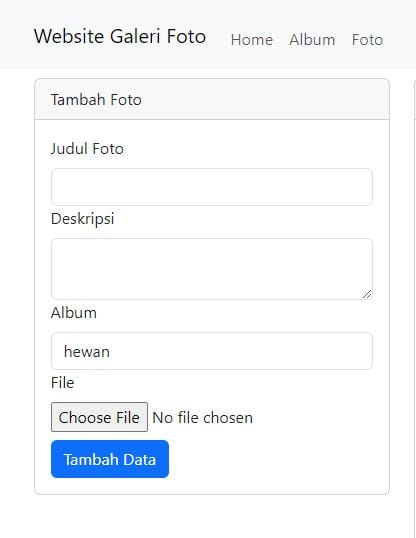 Website Galeri Foto Home Album Foto
Tambah Foto
Judul Foto
Deskripsi
Album
hewan
File
Choose File No file chosen
Tambah Data